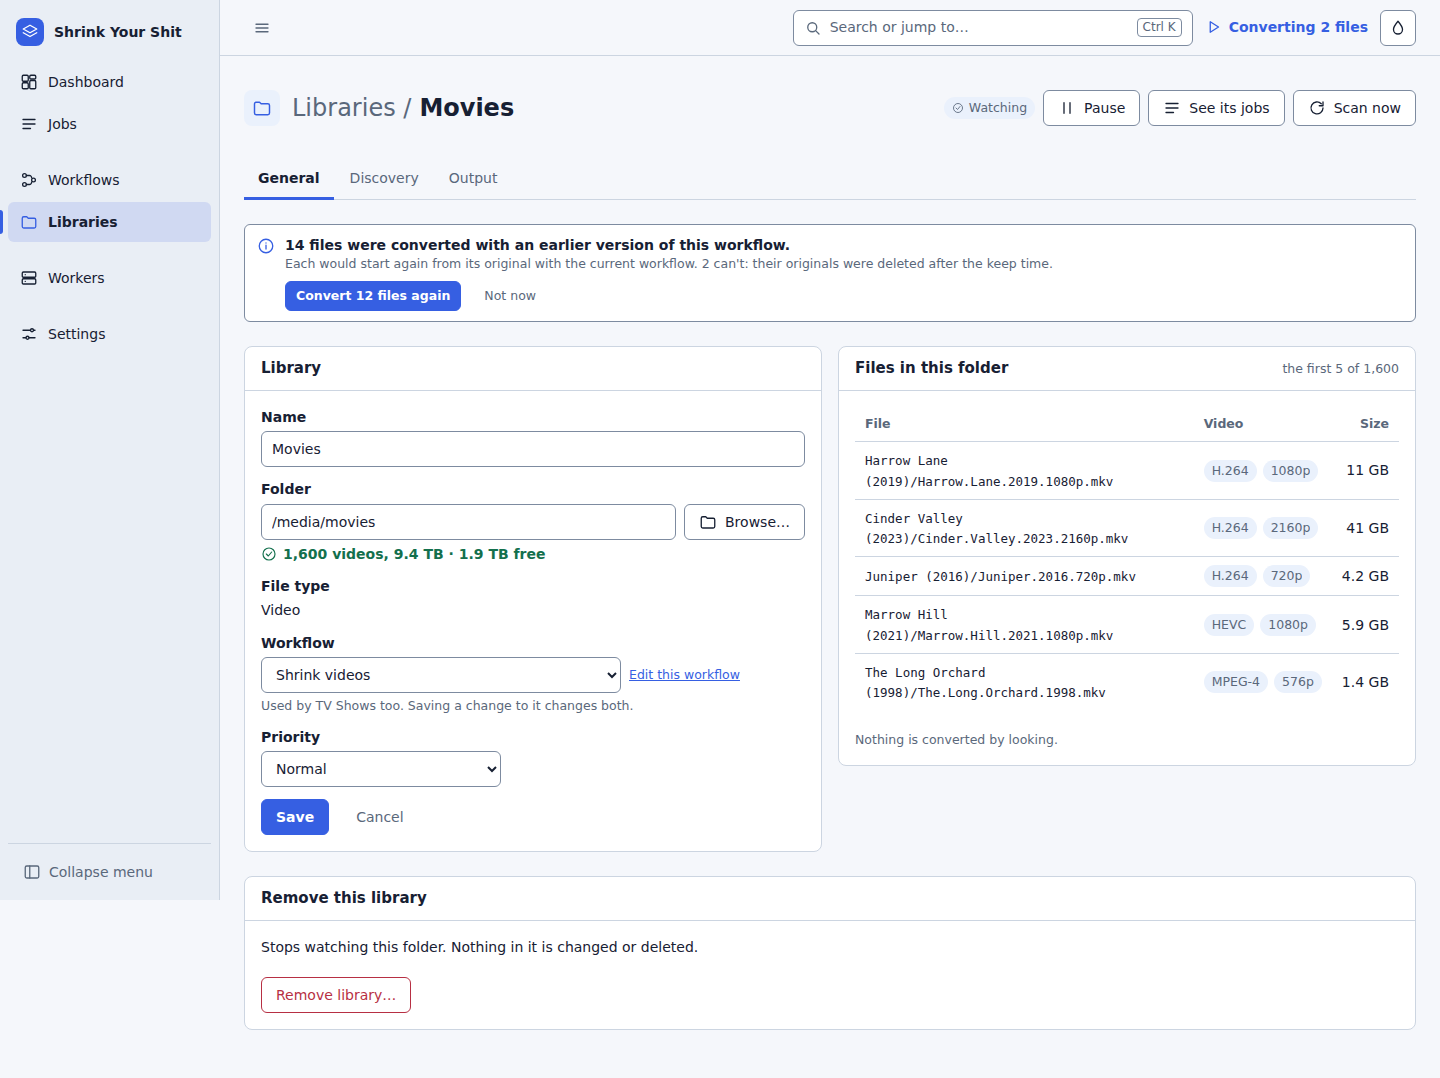 Shrink Your Shit
Search or jump to...
Ctrl K
Converting 2 files
Dashboard
Jobs
Workflows
Libraries
Workers
Settings
Collapse menu
Libraries / Movies
Watching
Pause
See its jobs
Scan now
General
Discovery
Output
14 files were converted with an earlier version of this workflow.
Each would start again from its original with the current workflow. 2 can't: their originals were deleted after the keep time.
Convert 12 files again
Not now
Library
Name
Movies
Folder
/media/movies
Browse...
1,600 videos, 9.4 TB · 1.9 TB free
File type
Video
Workflow
Shrink videos
Edit this workflow
Used by TV Shows too. Saving a change to it changes both.
Priority
Normal
Save
Cancel
Files in this folder
the first 5 of 1,600
File Video Size
Harrow Lane
(2019)/Harrow.Lane.2019.1080p.mkv
H.264 1080p 11 GB
Cinder Valley
(2023)/Cinder.Valley.2023.2160p.mkv
H.264 2160p 41 GB
Juniper (2016)/Juniper.2016.720p.mkv
H.264 720p 4.2 GB
Marrow Hill
(2021)/Marrow.Hill.2021.1080p.mkv
HEVC 1080p 5.9 GB
The Long Orchard
(1998)/The.Long.Orchard.1998.mkv
MPEG-4 576p 1.4 GB
Nothing is converted by looking.
Remove this library
Stops watching this folder. Nothing in it is changed or deleted.
Remove library...